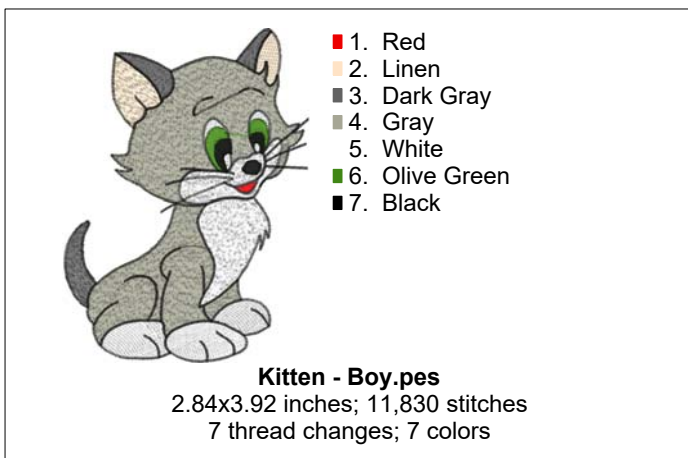 1. Red
2. Linen
3. Dark Gray
4. Gray
5. White
6. Olive Green
7. Black
Kitten - Boy.pes
2.84x3.92 inches; 11,830 stitches
7 thread changes; 7 colors